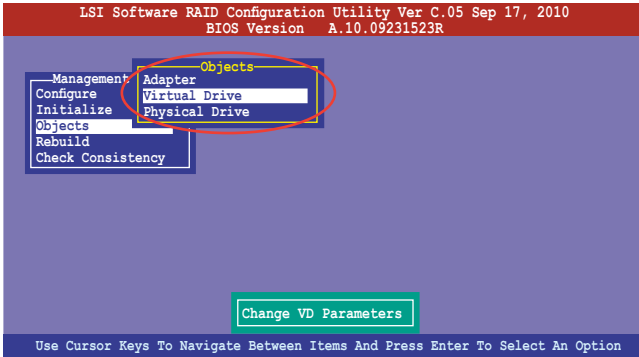 LSI Software RAID Configuration Utility Ver C.05 Sep 17, 2010
BIOS Version A.10.09231523R
Management
Configure
Initialize
Objects
Rebuild
Check Consistency
Objects
Adapter
Virtual Drive
Physical Drive
Change VD Parameters
Use Cursor Keys To Navigate Between Items And Press Enter To Select An Option